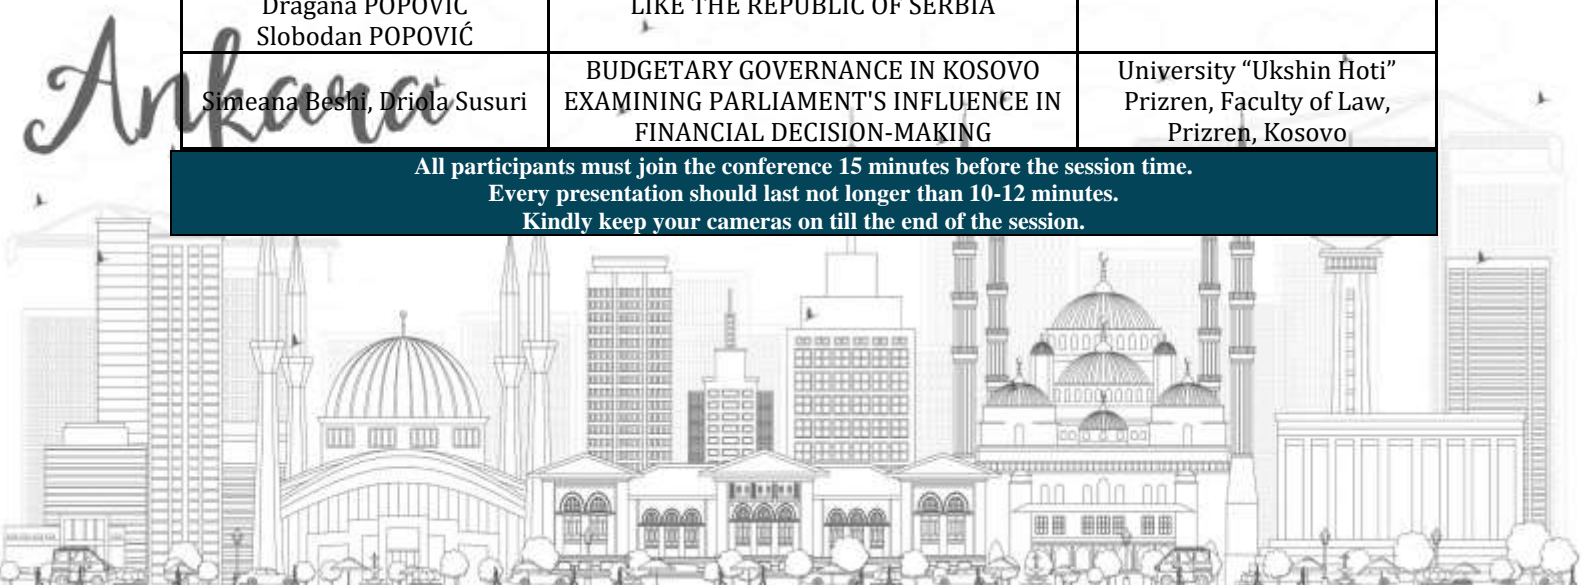 Dragana POPOVIĆ
Slobodan POPOVIĆ
LIKE THE REPUBLIC OF SERBIA
Ankara
Simeana Beshi, Driola Susuri
BUDGETARY GOVERNANCE IN KOSOVO
EXAMINING PARLIAMENT'S INFLUENCE IN
FINANCIAL DECISION-MAKING
University “Ukshin Hoti”
Prizren, Faculty of Law,
Prizren, Kosovo
All participants must join the conference 15 minutes before the session time.
Every presentation should last not longer than 10-12 minutes.
Kindly keep your cameras on till the end of the session.